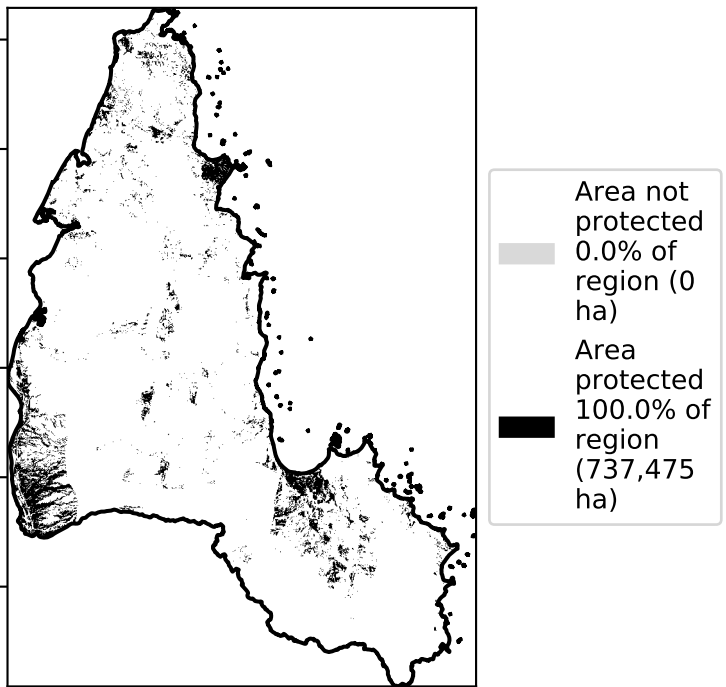 Area not
protected
0.0% of
region (0
ha)
Area
protected
100.0% of
region
(737,475
ha)